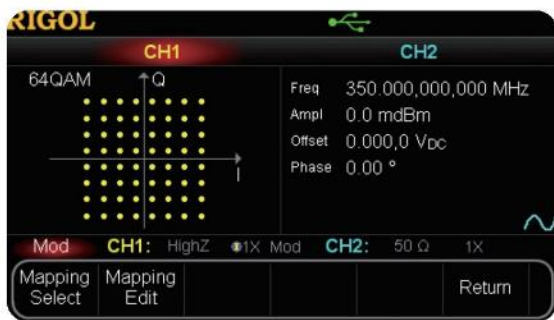 RIGOL
CH1
CH2
64QAM
Q
I
Freq 350.000,000,000 MHz
Ampl 0.0 mdBm
Offset 0.000,0 VDC
Phase 0.00 °
Mod CH1: HighZ 1X Mod CH2: 50 Ω 1X
Mapping Select
Mapping Edit
Return